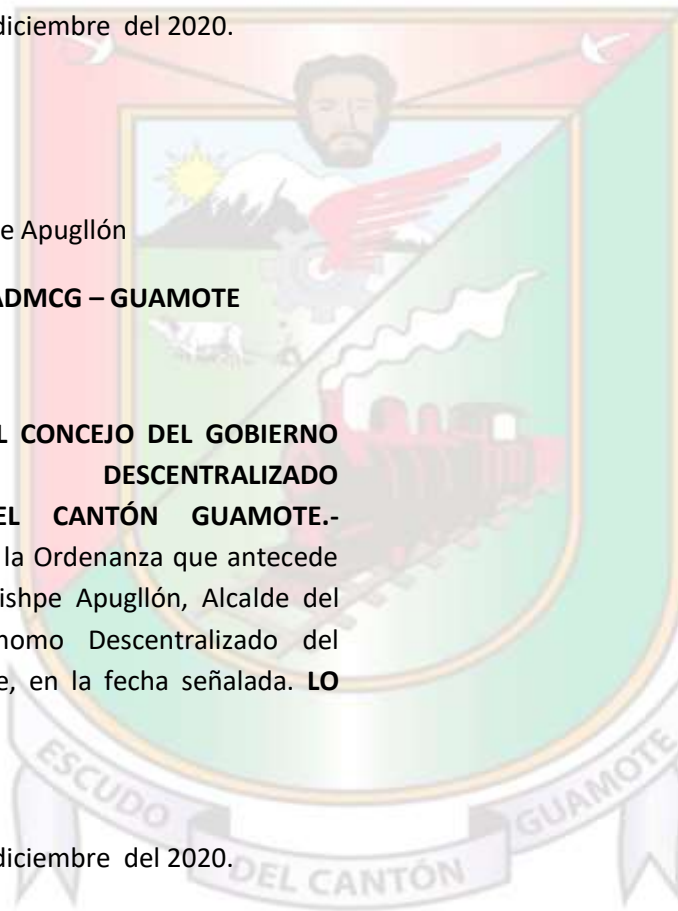 diciembre del 2020.
e Apugllón
ADMCG – GUAMOTE
L CONCEJO DEL GOBIERNO
DESCENTRALIZADO
EL CANTÓN GUAMOTE.-
la Ordenanza que antecede
ishpe Apugllón, Alcalde del
nomo Descentralizado del
e, en la fecha señalada. LO
diciembre del 2020.
ESCUDO DEL CANTÓN GUAMOTE